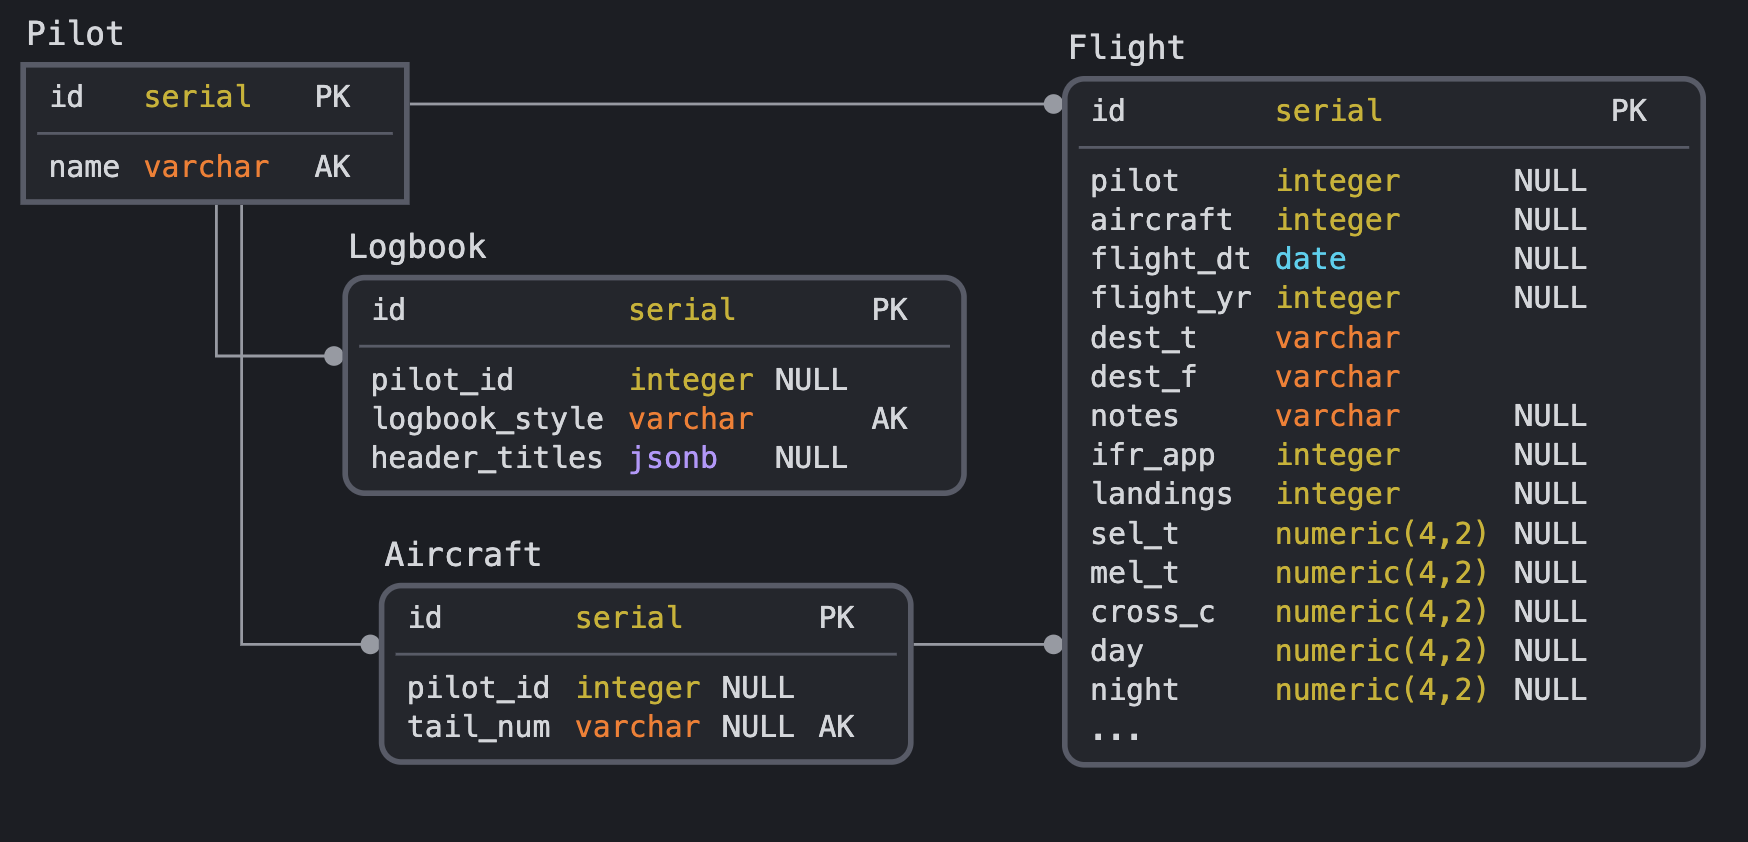 Pilot
id serial PK
name varchar AK
Logbook
id serial PK
pilot_id integer NULL
logbook_style varchar AK
header_titles jsonb NULL
Aircraft
id serial PK
pilot_id integer NULL
tail_num varchar NULL AK
Flight
id serial PK
pilot integer NULL
aircraft integer NULL
flight_dt date NULL
flight_yr integer NULL
dest_t varchar
dest_f varchar
notes varchar NULL
ifr_app integer NULL
landings integer NULL
sel_t numeric(4,2) NULL
mel_t numeric(4,2) NULL
cross_c numeric(4,2) NULL
day numeric(4,2) NULL
night numeric(4,2) NULL
...